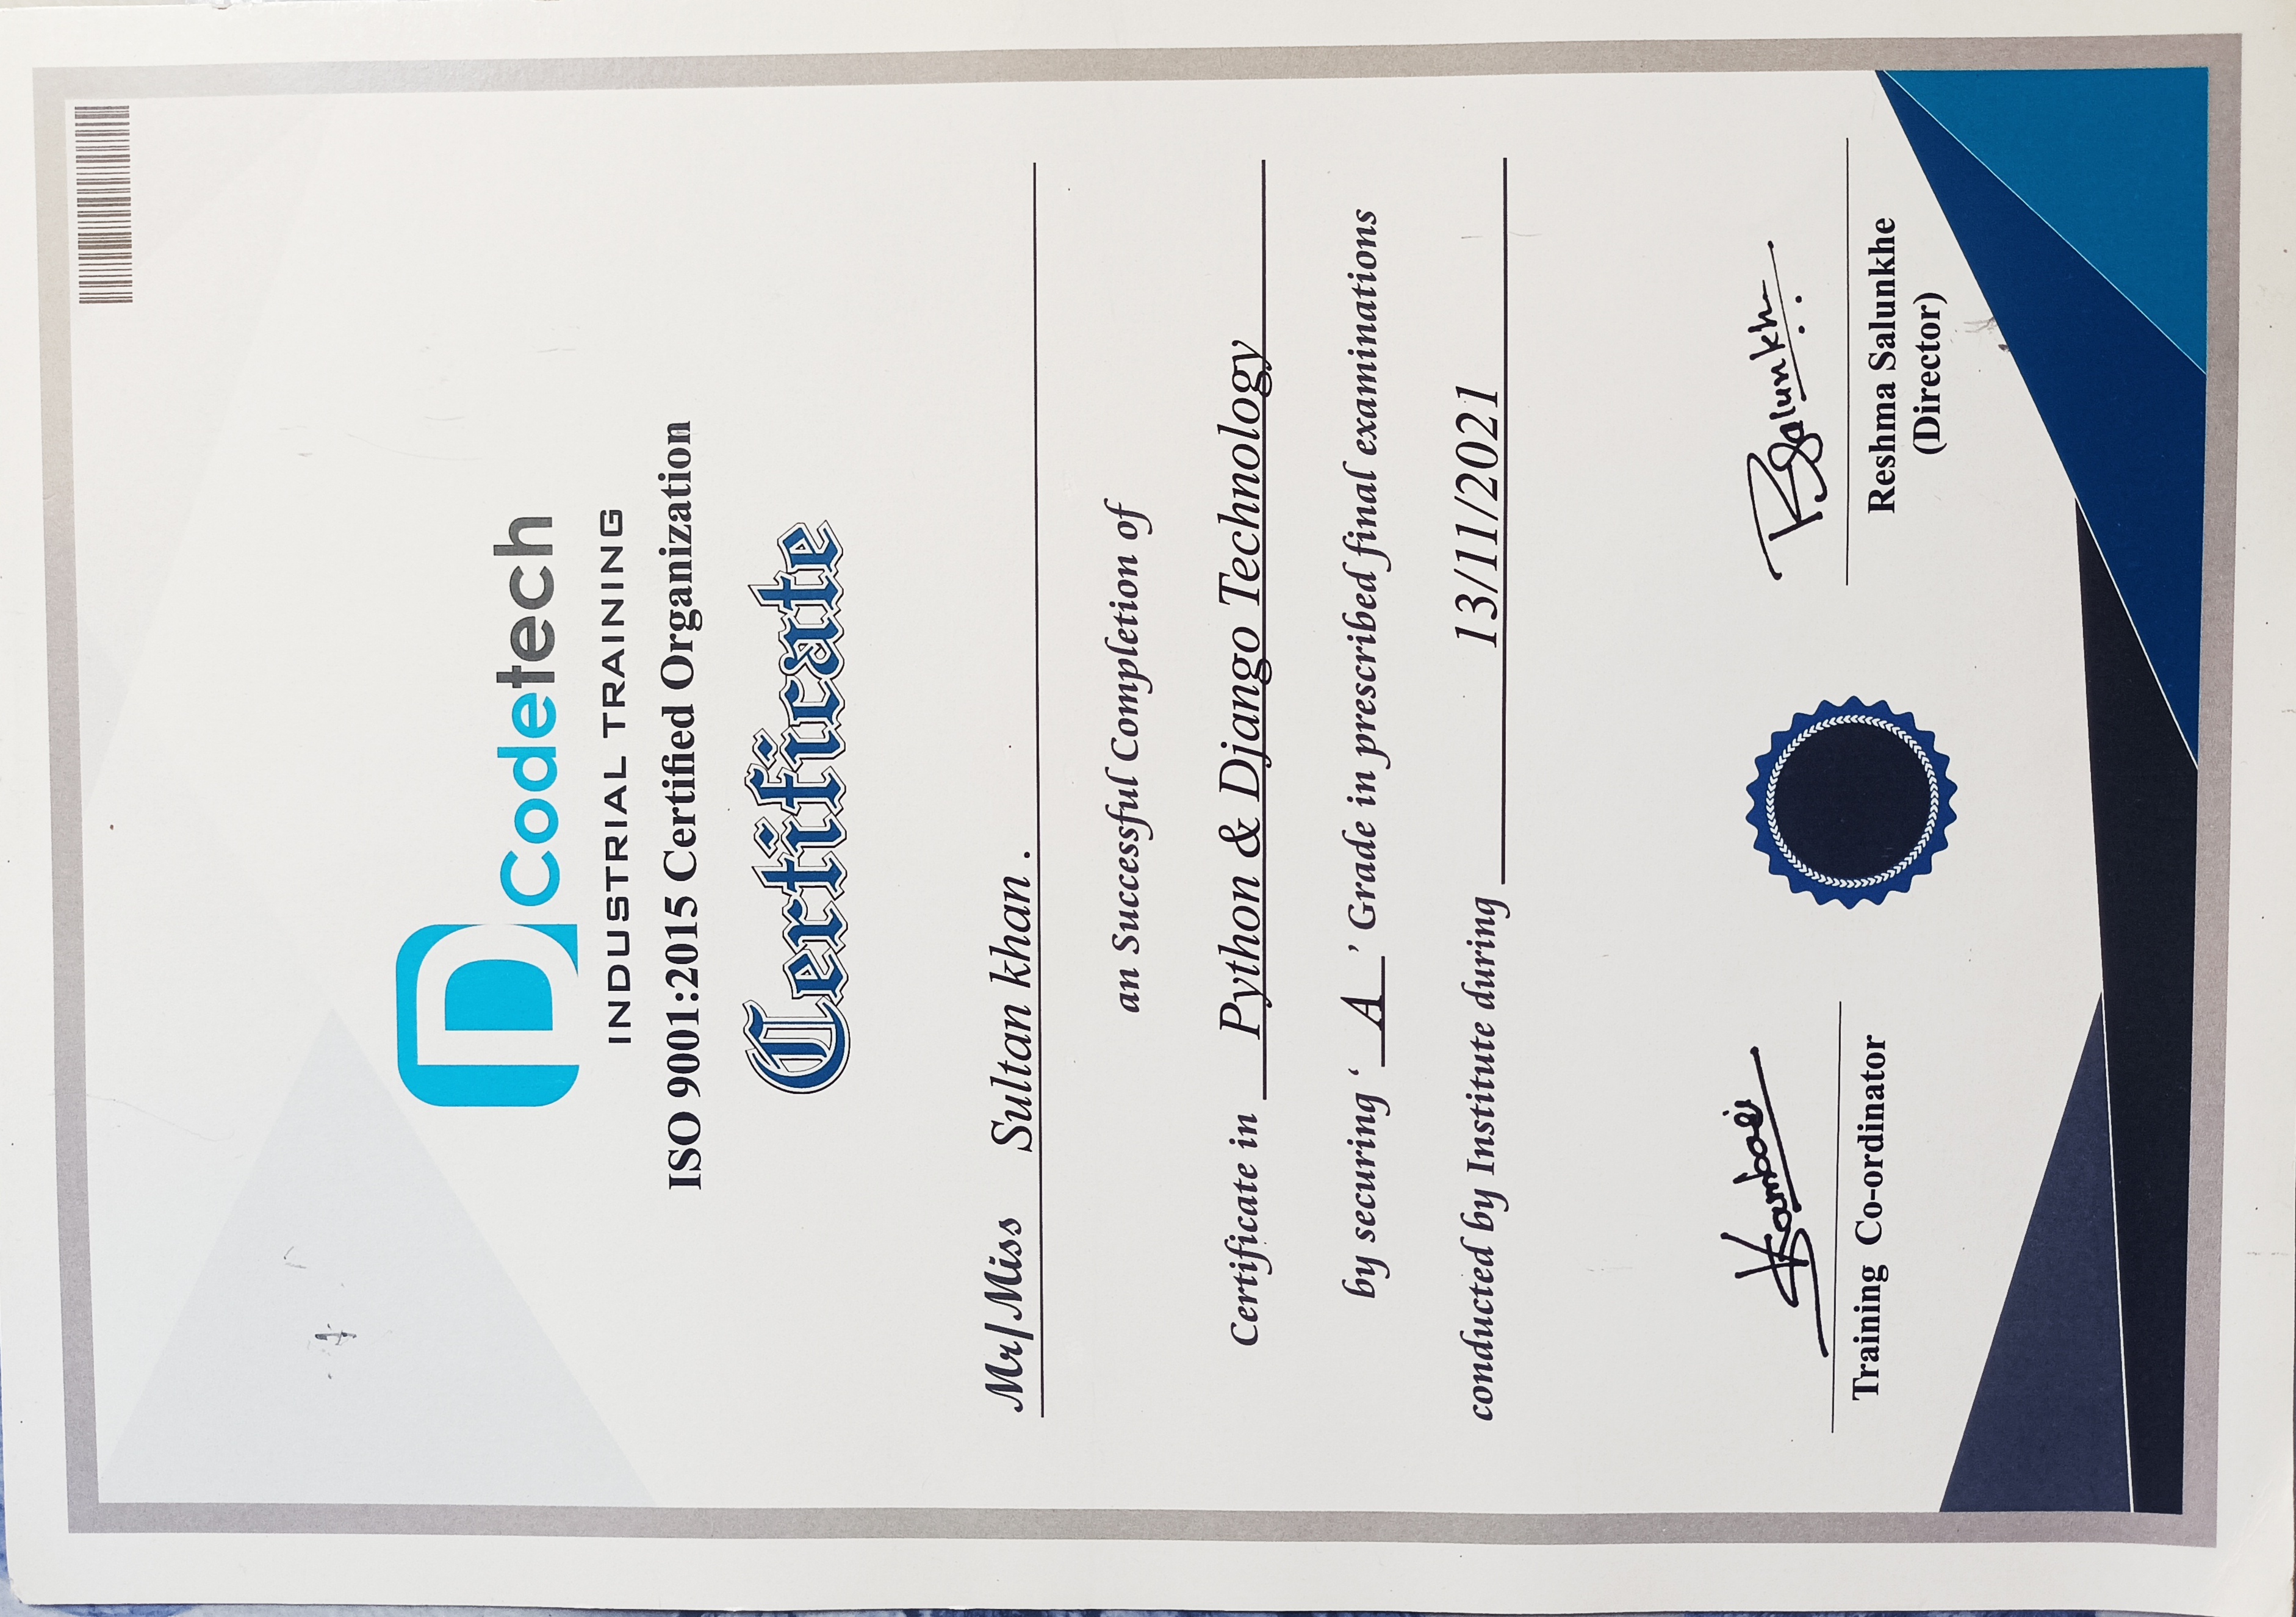 D Codetech
INDUSTRIAL TRAINING
ISO 9001:2015 Certified Organization
Certificate
Mr/Miss Sultan khan .
an Successful Completion of
Certificate in Python & Django Technology
by securing ‘ A ’ Grade in prescribed final examinations
conducted by Institute during 13/11/2021
RSalunkhe
Training Co-ordinator
Reshma Salunkhe
(Director)